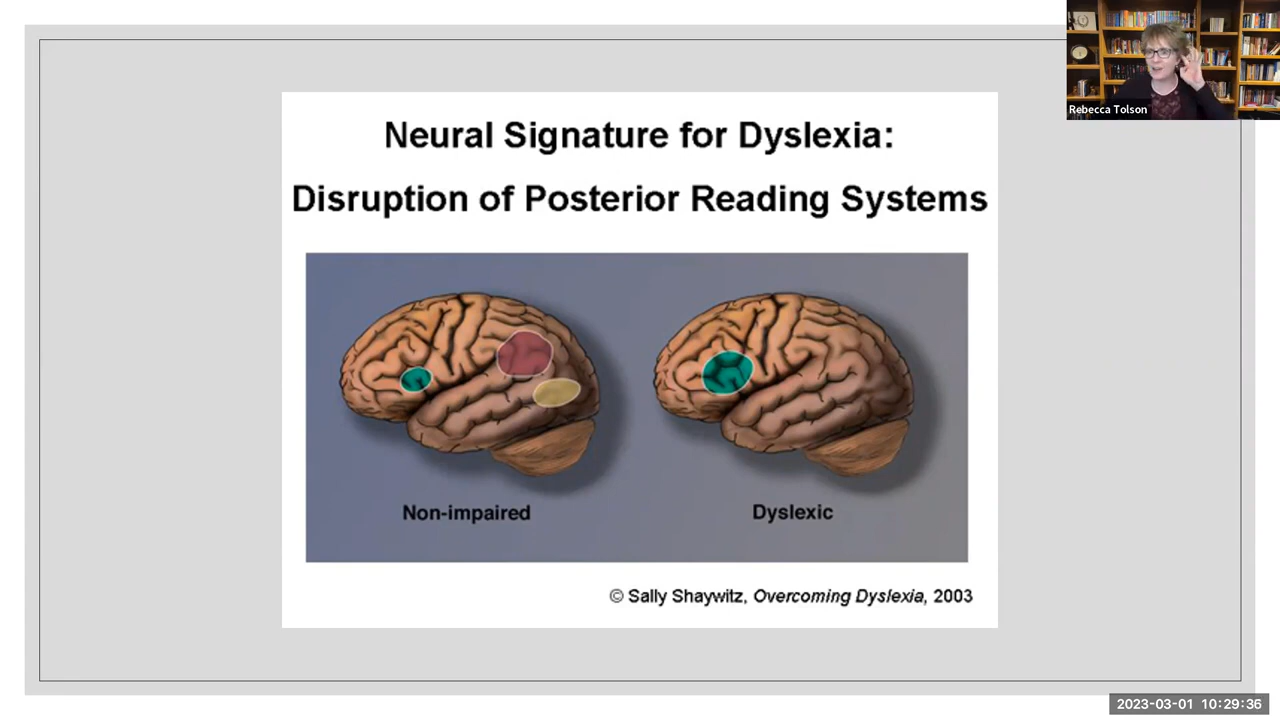 Rebecca Tolson
Neural Signature for Dyslexia:
Disruption of Posterior Reading Systems
Non-impaired
Dyslexic
© Sally Shaywitz, Overcoming Dyslexia, 2003
2023-03-01 10:29:36